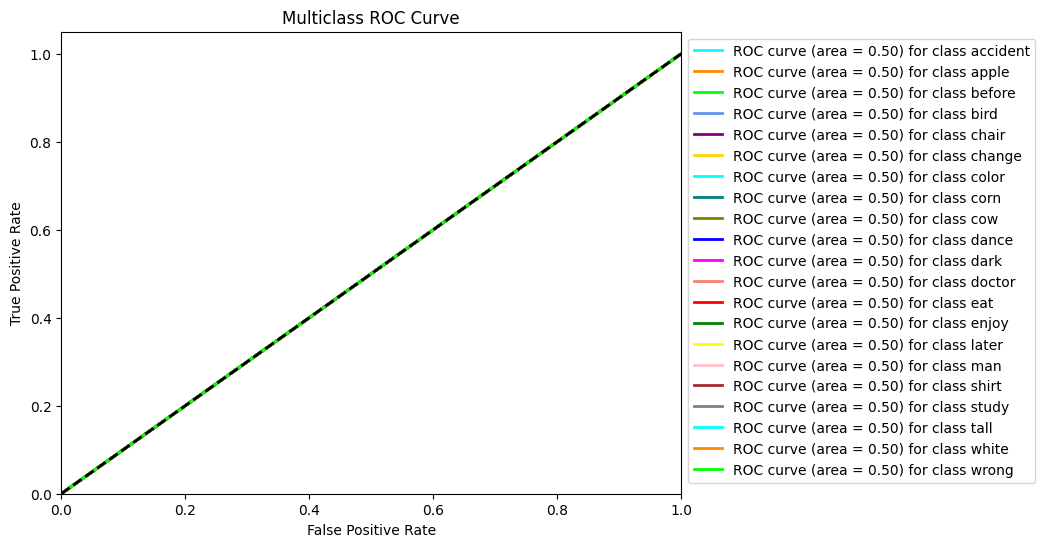 Multiclass ROC Curve
True Positive Rate
1.0
0.8
0.6
0.4
0.2
0.0
0.0 0.2 0.4 0.6 0.8 1.0
False Positive Rate
ROC curve (area = 0.50) for class accident
ROC curve (area = 0.50) for class apple
ROC curve (area = 0.50) for class before
ROC curve (area = 0.50) for class bird
ROC curve (area = 0.50) for class chair
ROC curve (area = 0.50) for class change
ROC curve (area = 0.50) for class color
ROC curve (area = 0.50) for class corn
ROC curve (area = 0.50) for class cow
ROC curve (area = 0.50) for class dance
ROC curve (area = 0.50) for class dark
ROC curve (area = 0.50) for class doctor
ROC curve (area = 0.50) for class eat
ROC curve (area = 0.50) for class enjoy
ROC curve (area = 0.50) for class later
ROC curve (area = 0.50) for class man
ROC curve (area = 0.50) for class shirt
ROC curve (area = 0.50) for class study
ROC curve (area = 0.50) for class tall
ROC curve (area = 0.50) for class white
ROC curve (area = 0.50) for class wrong